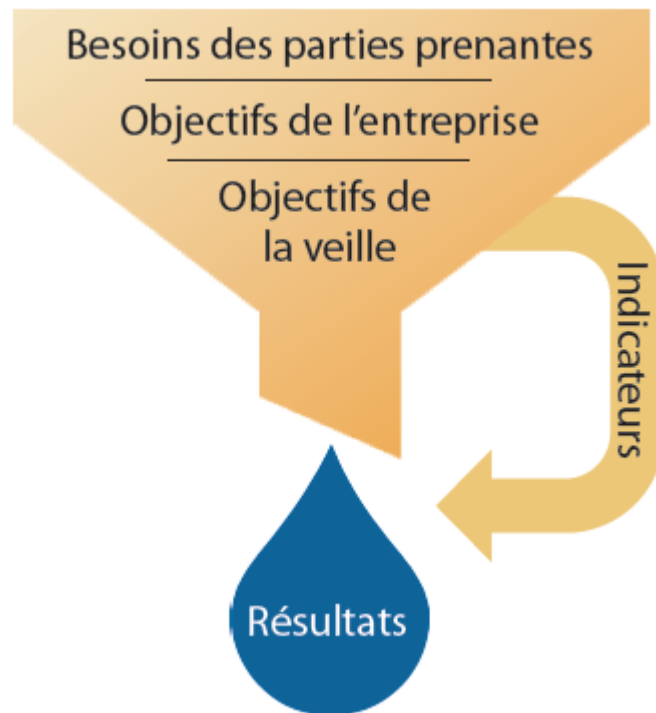 Besoins des parties prenantes
Objectifs de l'entreprise
Objectifs de
la veille
Indicateurs
Résultats